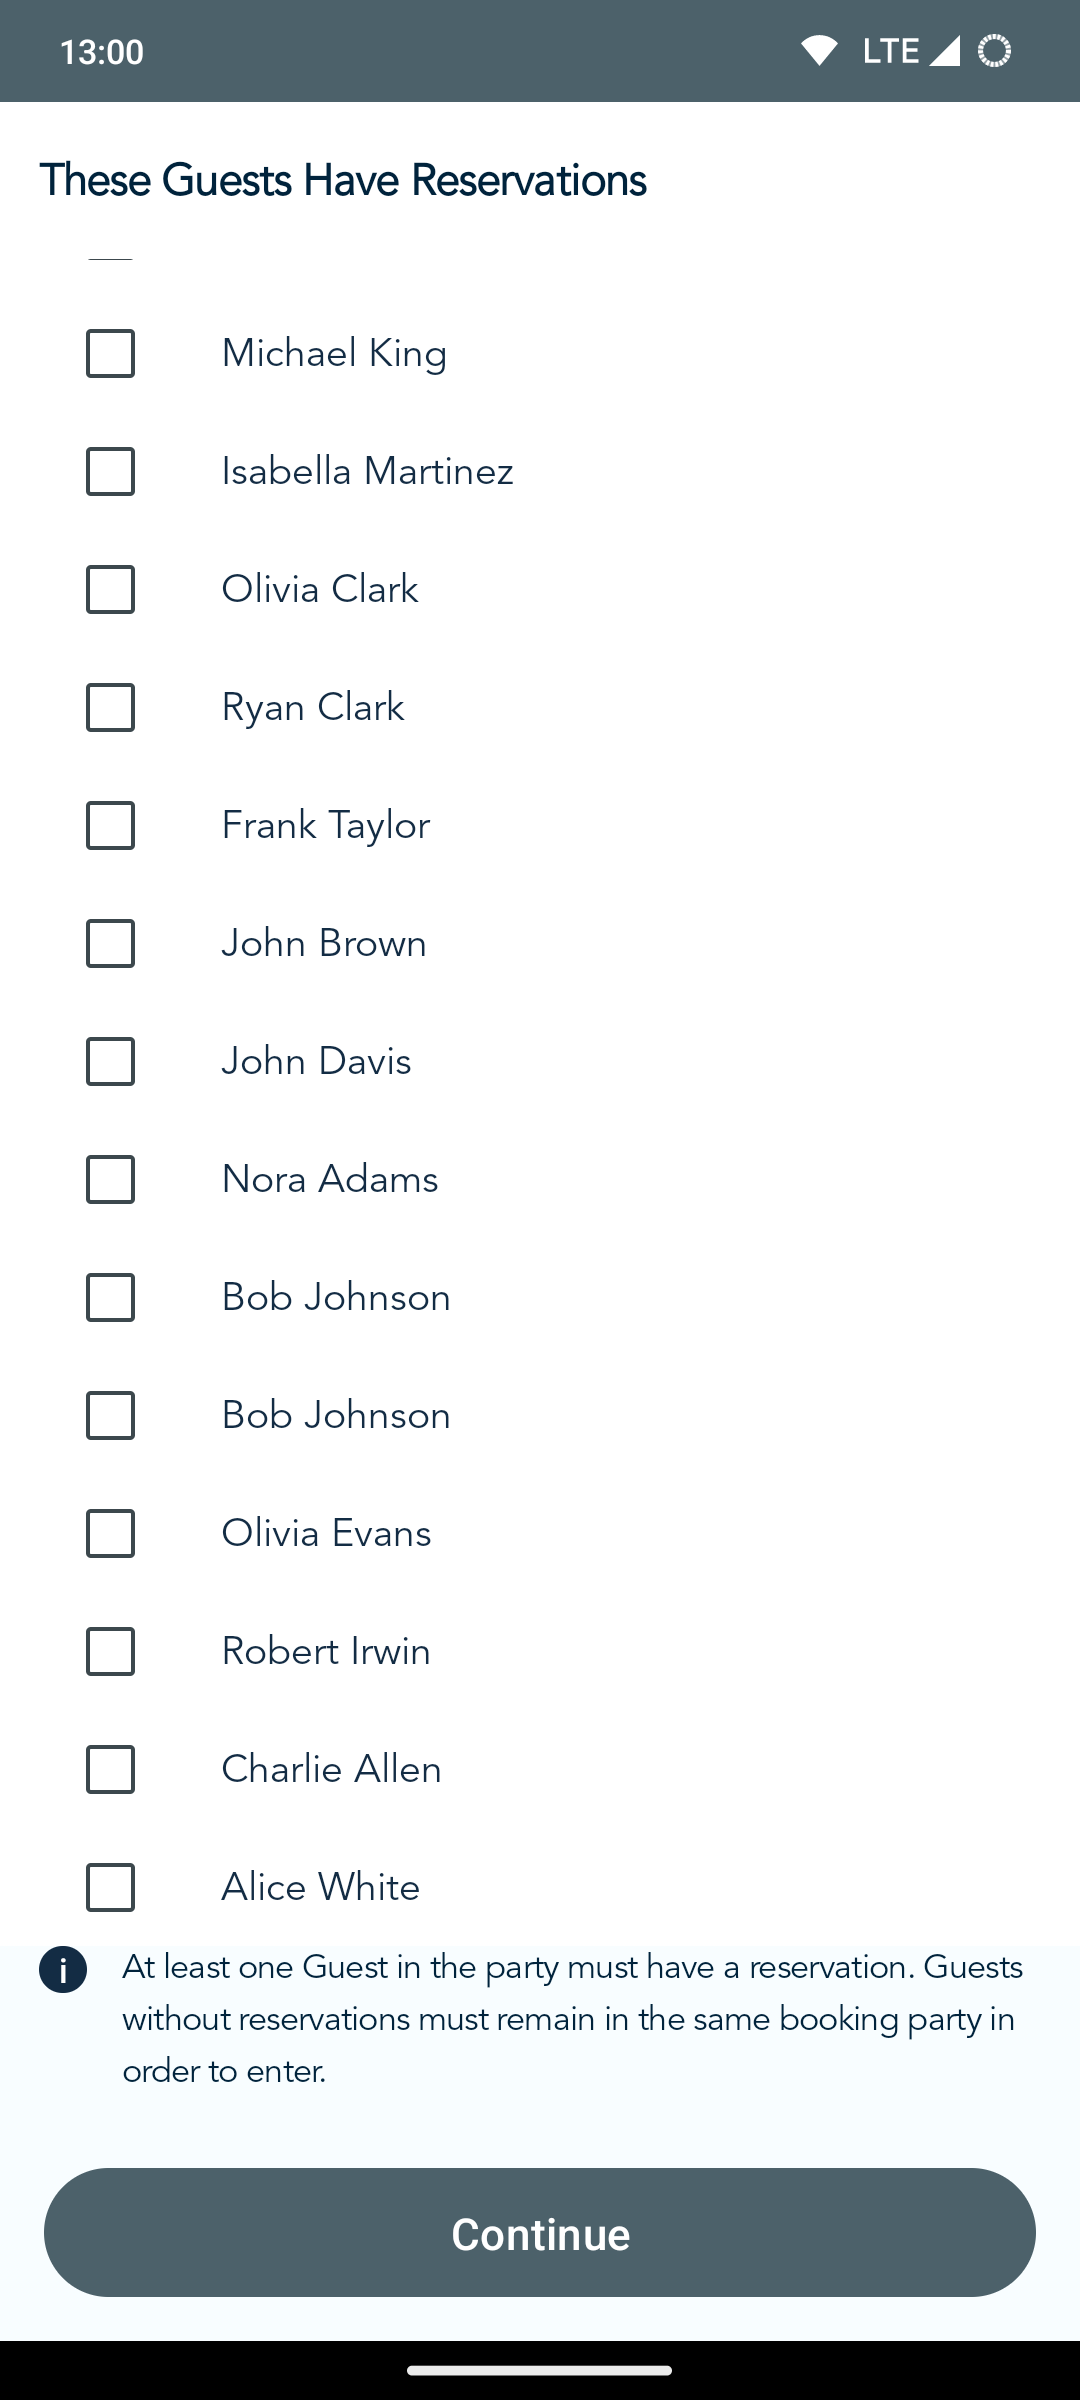 13:00
LTE
These Guests Have Reservations
Michael King
Isabella Martinez
Olivia Clark
Ryan Clark
Frank Taylor
John Brown
John Davis
Nora Adams
Bob Johnson
Bob Johnson
Olivia Evans
Robert Irwin
Charlie Allen
Alice White
At least one Guest in the party must have a reservation. Guests
without reservations must remain in the same booking party in
order to enter.
Continue